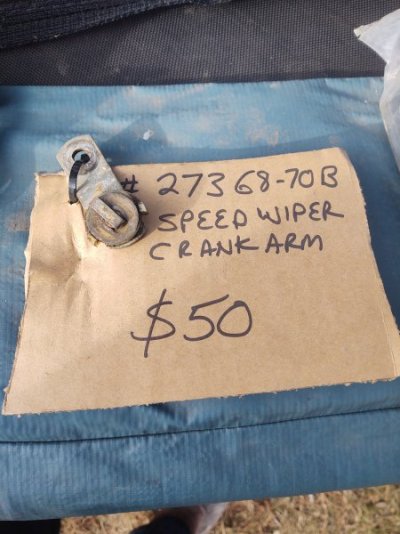 # 27368-70B
SPEED WIPER
CRANK ARM
$50